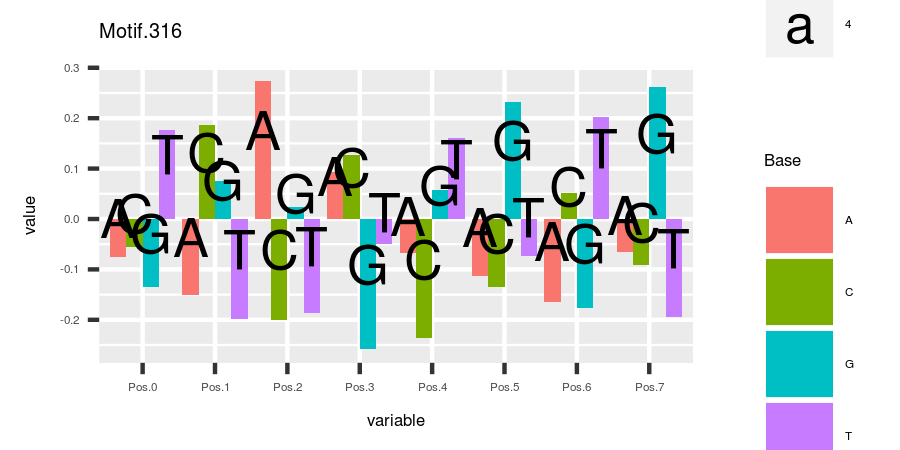 Motif.316
a 4
0.3
0.2
0.1
0.0
-0.1
-0.2
value
A C G T A C G T A C G T A C G T A C G T A C G T A C G T A C G T
Pos.0 Pos.1 Pos.2 Pos.3 Pos.4 Pos.5 Pos.6 Pos.7
variable
Base
A
C
G
T